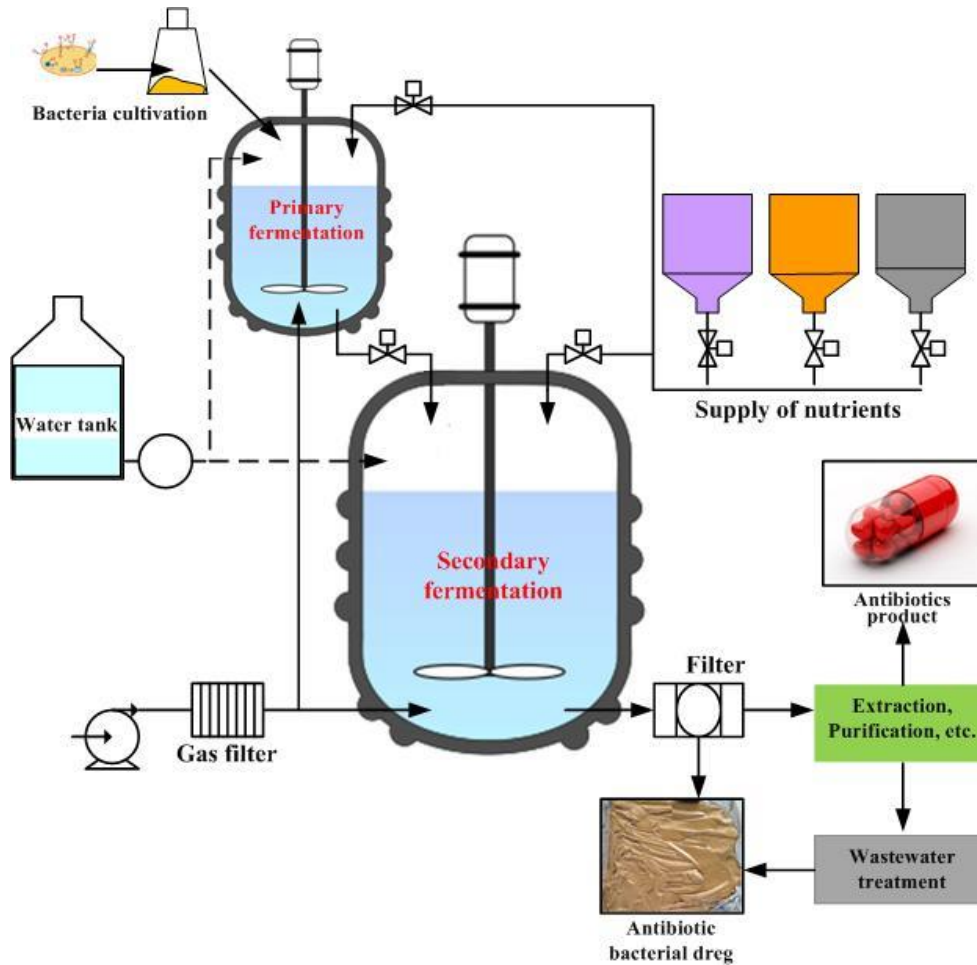 Bacteria cultivation
Primary
fermentation
Water tank
Supply of nutrients
Secondary
fermentation
Antibiotics
product
Gas filter
Filter
Extraction,
Purification, etc.
Wastewater
treatment
Antibiotic
bacterial dreg